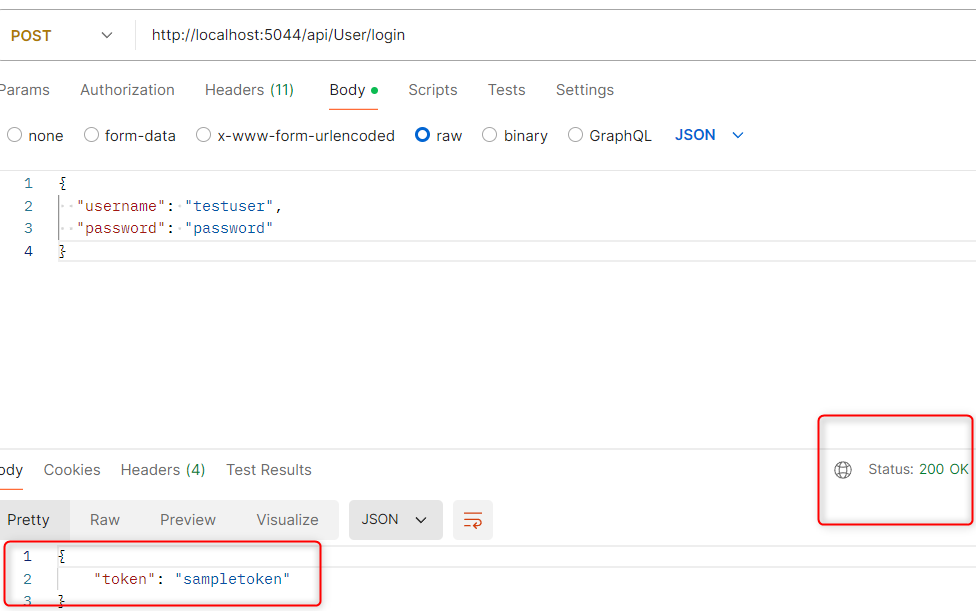 POST http://localhost:5044/api/User/login
Params Authorization Headers (11) Body Scripts Tests Settings
none form-data x-www-form-urlencoded raw binary GraphQL JSON
1 {
2 "username": "testuser",
3 "password": "password"
4 }
ody Cookies Headers (4) Test Results Status: 200 OK
Pretty Raw Preview Visualize JSON
1 {
2 "token": "sampletoken"
3 }